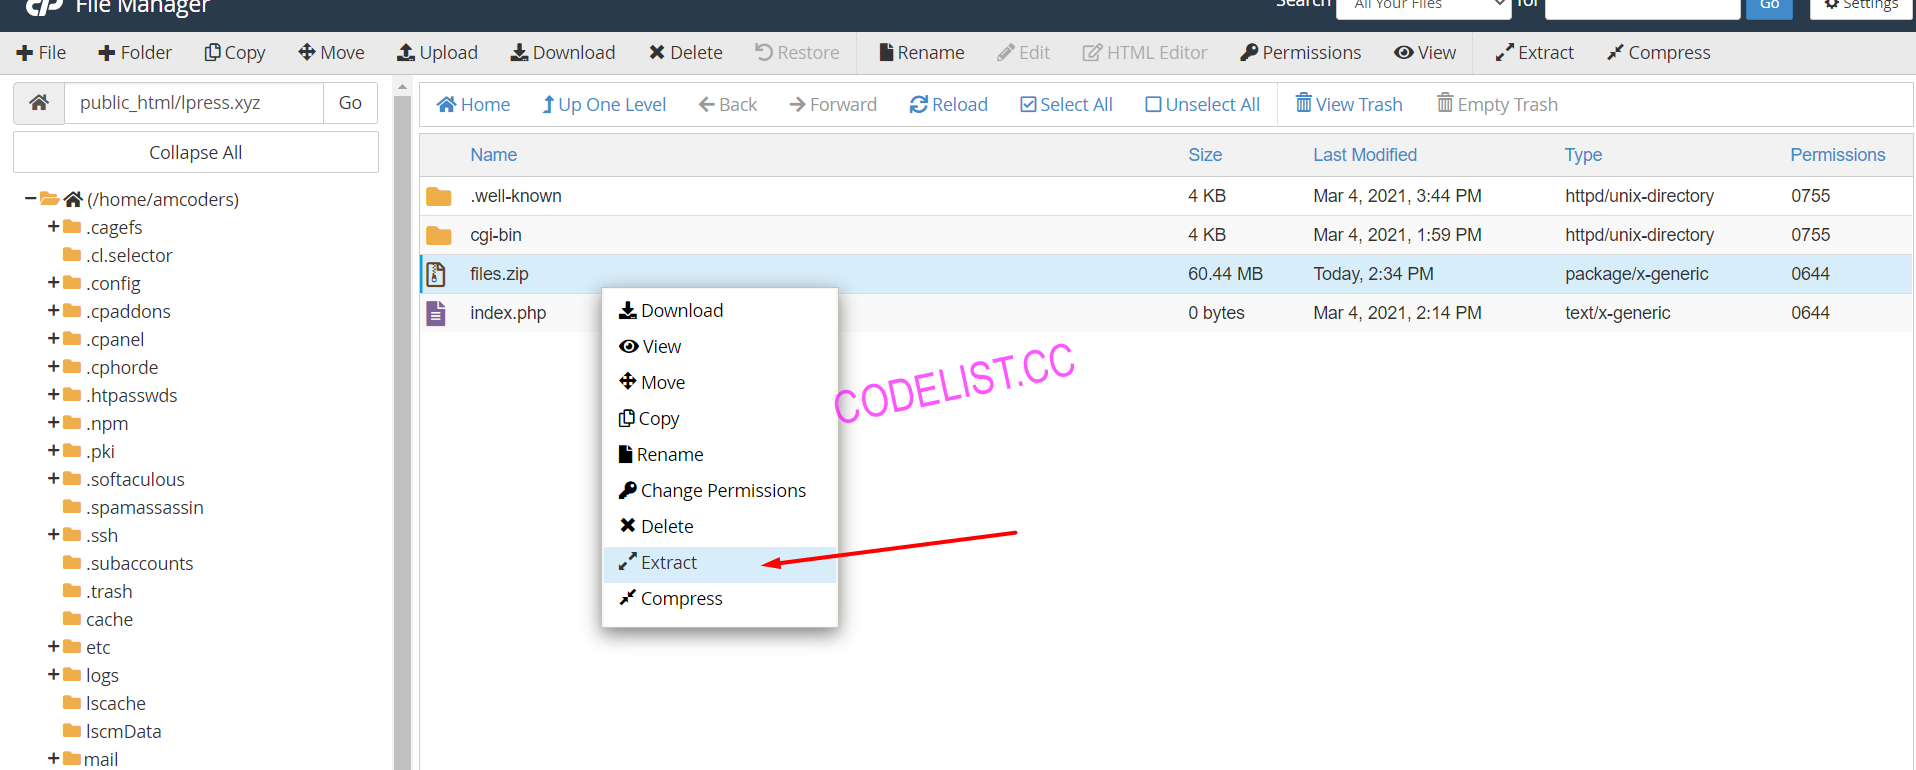 File Manager
Search All Your Files for Go Settings
File Folder Copy Move Upload Download Delete Restore Rename Edit HTML Editor Permissions View Extract Compress
public_html/lpress.xyz Go
Home Up One Level Back Forward Reload Select All Unselect All View Trash Empty Trash
Collapse All
(/home/amcoders)
.cagefs
.cl.selector
.config
.cpaddons
.cpanel
.cphorde
.htpasswds
.npm
.pki
.softaculous
.spamassassin
.ssh
.subaccounts
.trash
cache
etc
logs
lscache
lscmData
mail
Name Size Last Modified Type Permissions
.well-known 4 KB Mar 4, 2021, 3:44 PM httpd/unix-directory 0755
cgi-bin 4 KB Mar 4, 2021, 1:59 PM httpd/unix-directory 0755
files.zip 60.44 MB Today, 2:34 PM package/x-generic 0644
index.php 0 bytes Mar 4, 2021, 2:14 PM text/x-generic 0644
Download
View
Move
Copy
Rename
Change Permissions
Delete
Extract
Compress
CODELIST.CC